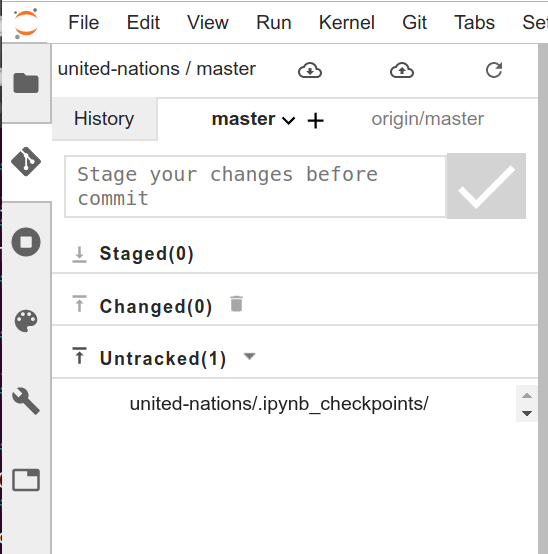 File Edit View Run Kernel Git Tabs Set
united-nations / master
History master + origin/master
Stage your changes before
commit
Staged(0)
Changed(0)
Untracked(1)
united-nations/.ipynb_checkpoints/